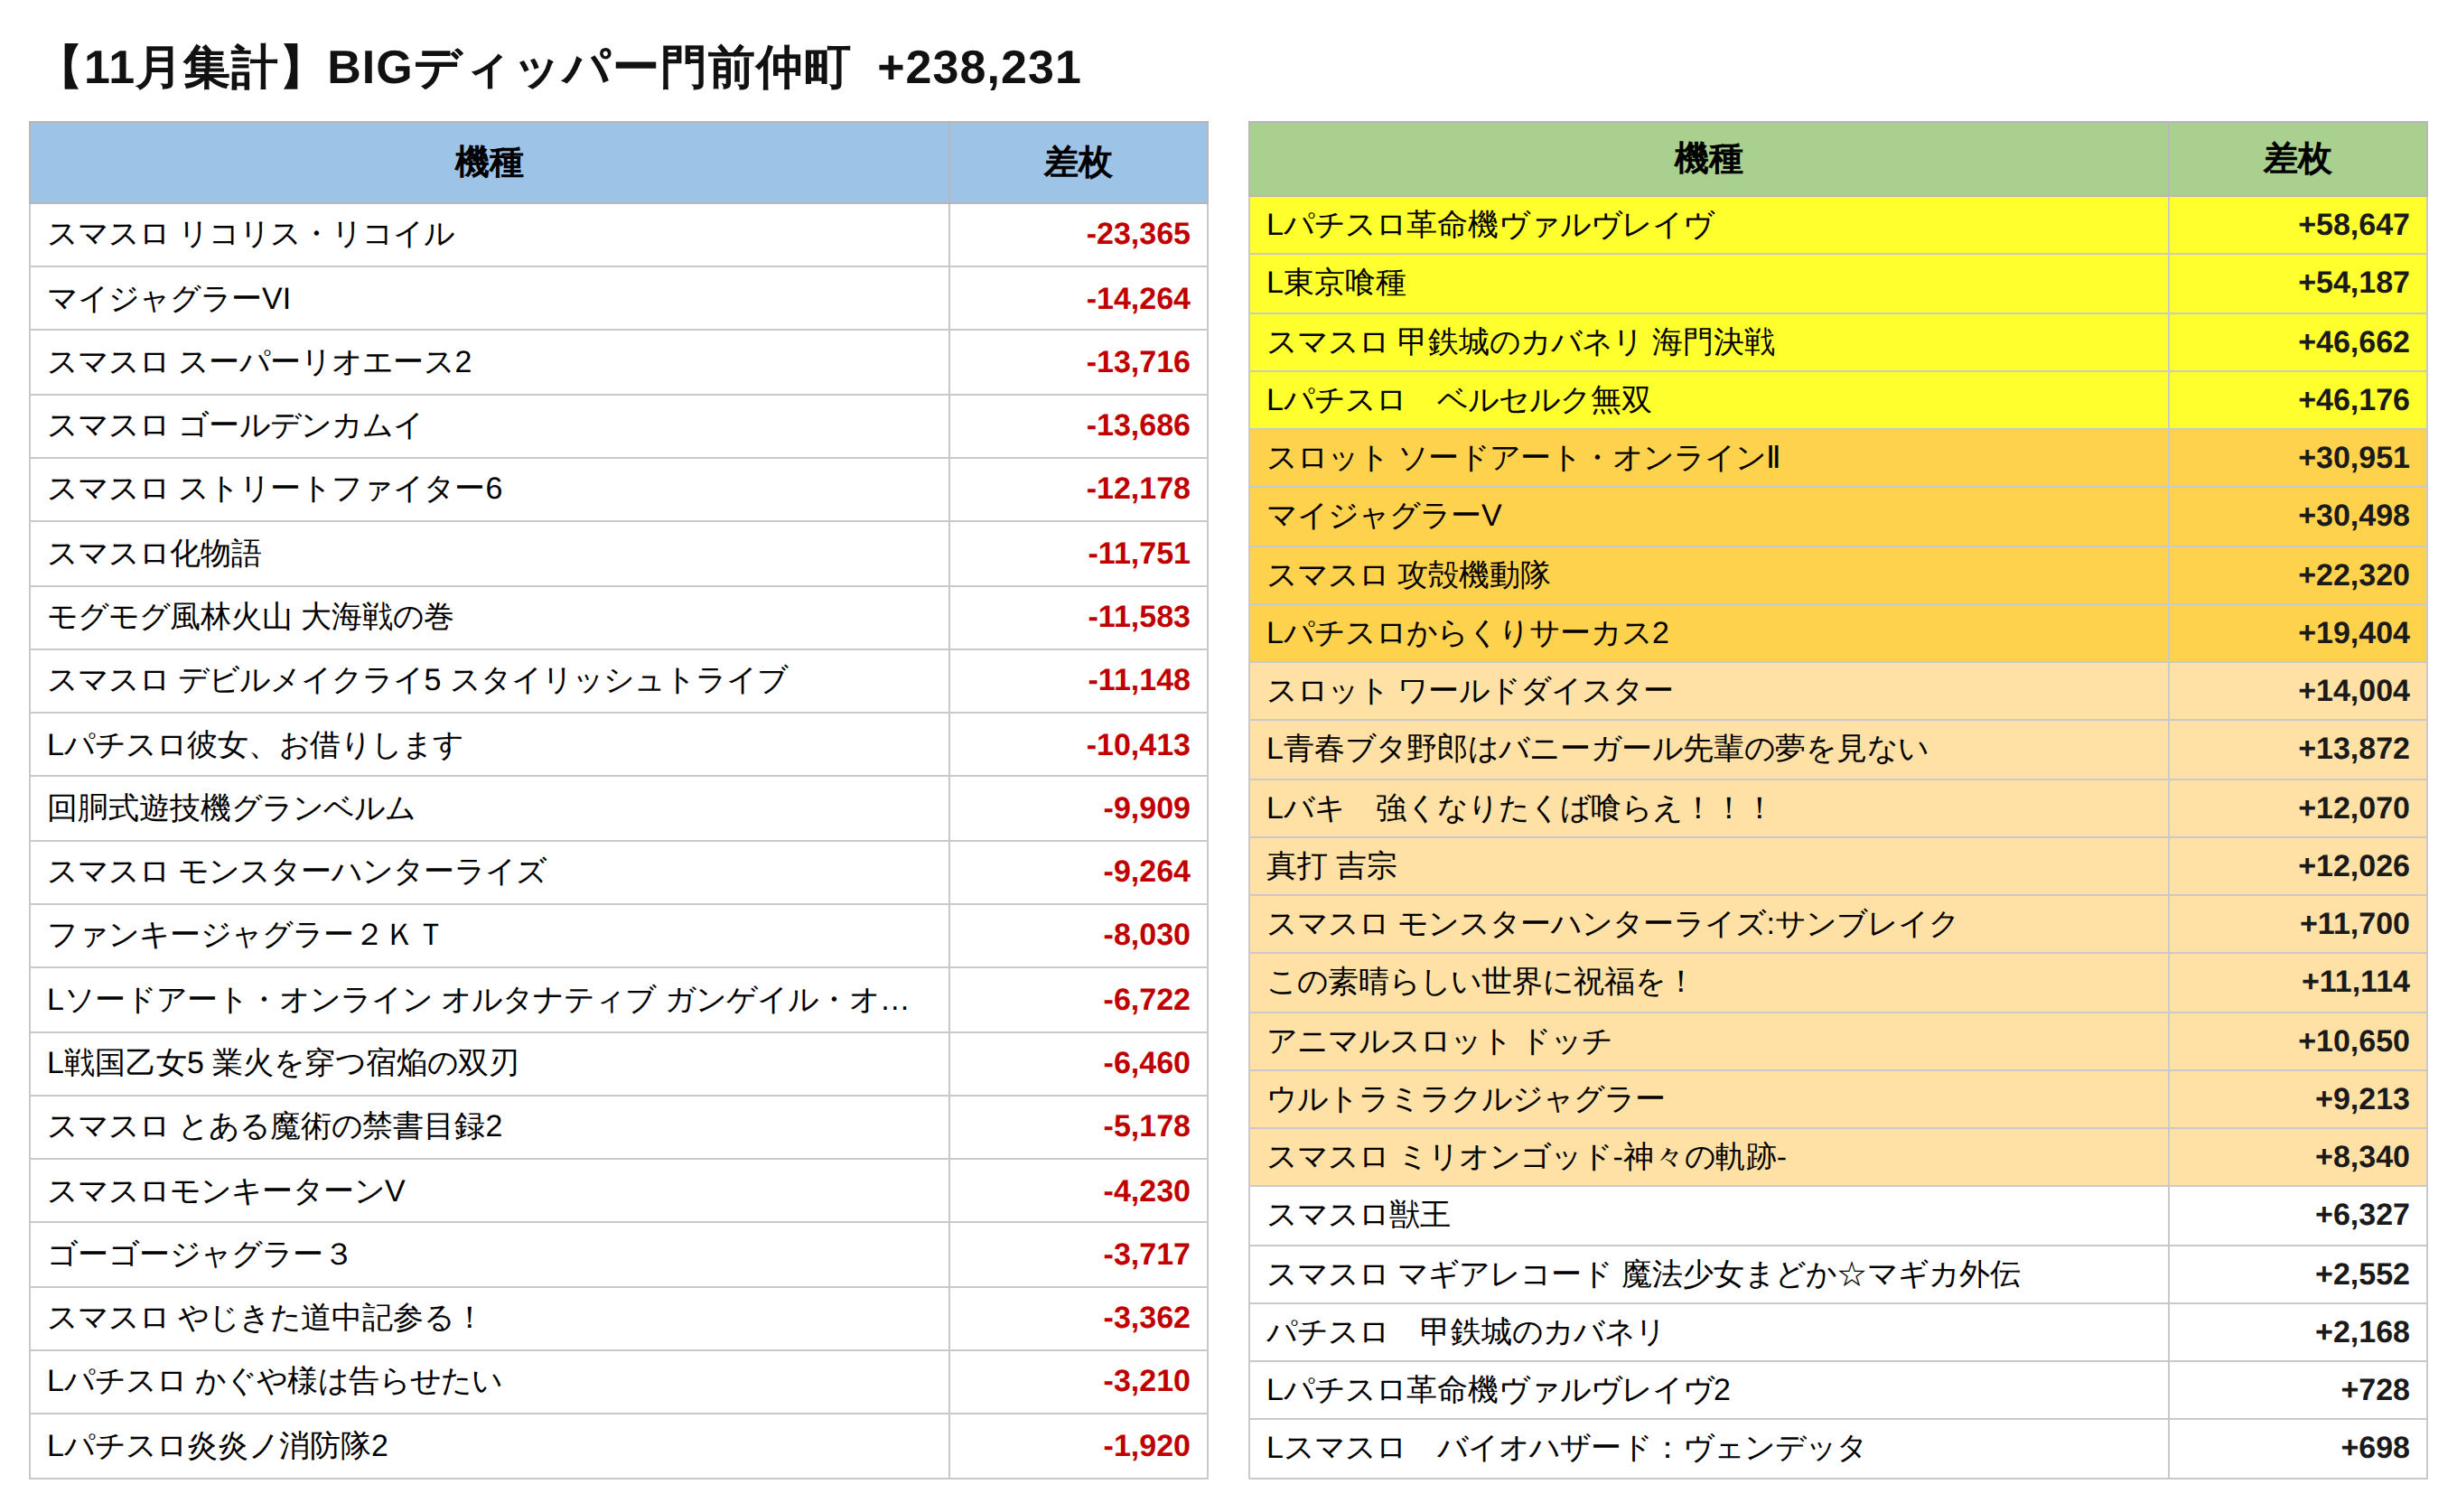 【11月集計】BIGディッパー門前仲町 +238,231
機種 差枚
スマスロ リコリス・リコイル -23,365
マイジャグラーVI -14,264
スマスロ スーパーリオエース2 -13,716
スマスロ ゴールデンカムイ -13,686
スマスロ ストリートファイター6 -12,178
スマスロ化物語 -11,751
モグモグ風林火山 大海戦の巻 -11,583
スマスロ デビルメイクライ5 スタイリッシュトライブ -11,148
Lパチスロ彼女、お借りします -10,413
回胴式遊技機グランベルム -9,909
スマスロ モンスターハンターライズ -9,264
ファンキージャグラー２ＫＴ -8,030
Lソードアート・オンライン オルタナティブ ガンゲイル・オ… -6,722
L戦国乙女5 業火を穿つ宿焔の双刃 -6,460
スマスロ とある魔術の禁書目録2 -5,178
スマスロモンキーターンV -4,230
ゴーゴージャグラー３ -3,717
スマスロ やじきた道中記参る！ -3,362
Lパチスロ かぐや様は告らせたい -3,210
Lパチスロ炎炎ノ消防隊2 -1,920
機種 差枚
Lパチスロ革命機ヴァルヴレイヴ +58,647
L東京喰種 +54,187
スマスロ 甲鉄城のカバネリ 海門決戦 +46,662
Lパチスロ　ベルセルク無双 +46,176
スロット ソードアート・オンラインⅡ +30,951
マイジャグラーV +30,498
スマスロ 攻殻機動隊 +22,320
Lパチスロからくりサーカス2 +19,404
スロット ワールドダイスター +14,004
L青春ブタ野郎はバニーガール先輩の夢を見ない +13,872
Lバキ　強くなりたくば喰らえ！！！ +12,070
真打 吉宗 +12,026
スマスロ モンスターハンターライズ:サンブレイク +11,700
この素晴らしい世界に祝福を！ +11,114
アニマルスロット ドッチ +10,650
ウルトラミラクルジャグラー +9,213
スマスロ ミリオンゴッド-神々の軌跡- +8,340
スマスロ獣王 +6,327
スマスロ マギアレコード 魔法少女まどか☆マギカ外伝 +2,552
パチスロ　甲鉄城のカバネリ +2,168
Lパチスロ革命機ヴァルヴレイヴ2 +728
Lスマスロ　バイオハザード：ヴェンデッタ +698